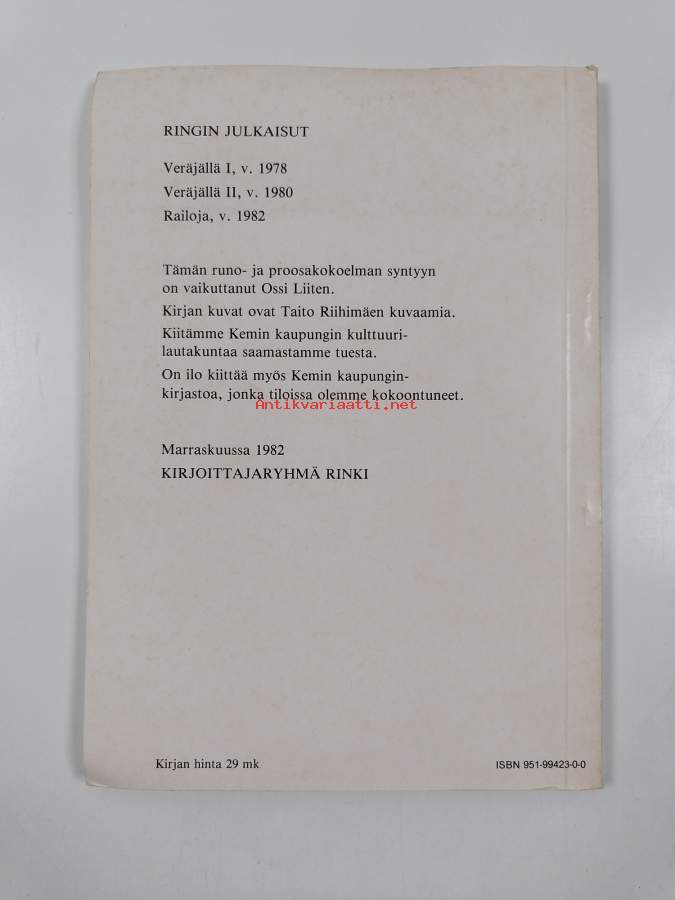 RINGIN JULKAISUT
Veräjällä I, v. 1978
Veräjällä II, v. 1980
Railoja, v. 1982
Tämän runo- ja proosakokoelman syntyyn
on vaikuttanut Ossi Liiten.
Kirjan kuvat ovat Taito Riihimäen kuvaamia.
Kiitämme Kemin kaupungin kulttuuri-
lautakuntaa saamastamme tuesta.
On ilo kiittää myös Kemin kaupungin-
kirjastoa, jonka tiloissa olemme kokoontuneet.
Antikvariaatti.net
Marraskuussa 1982
KIRJOITTAJARYHMÄ RINKI
Kirjan hinta 29 mk
ISBN 951-99423-0-0